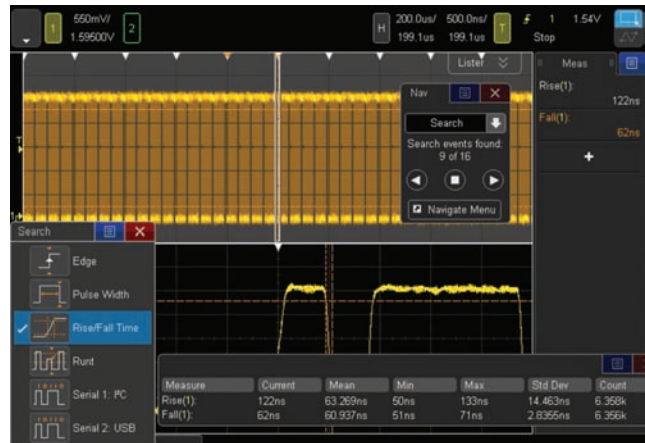 1 550mV/ 2 H 200.0us/ 500.0ns/ T 1 1.54V
1.59500V 199.1us 199.1us Stop
Lister
Meas
Nav
Rise(1):
122ns
Search
Fall(1):
62ns
Search events found:
9 of 16
T
Navigate Menu
Search
Edge
Pulse Width
Rise/Fall Time
Runt
Serial 1: I²C
Serial 2: USB
Measure Current Mean Min Max Std Dev Count
Rise(1): 122ns 63.269ns 50ns 133ns 14.463ns 6.358k
Fall(1): 62ns 60.937ns 51ns 71ns 2.8355ns 6.356k